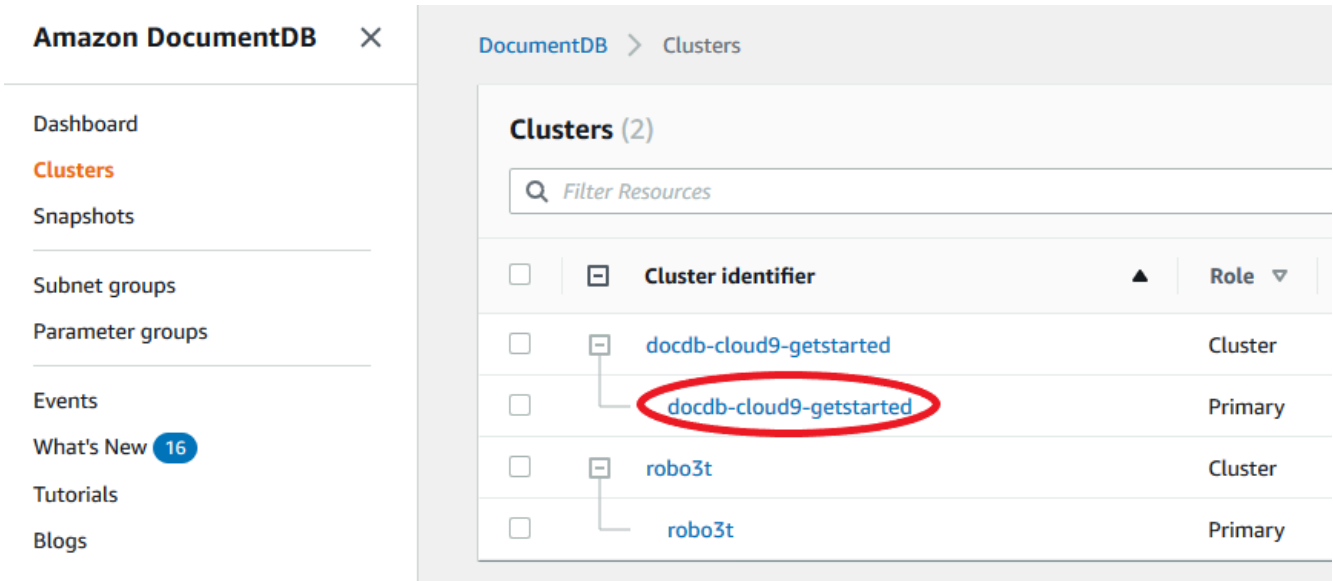 Amazon DocumentDB
Dashboard
Clusters
Snapshots
Subnet groups
Parameter groups
Events
What's New 16
Tutorials
Blogs
DocumentDB > Clusters
Clusters (2)
Filter Resources
Cluster identifier Role
docdb-cloud9-getstarted Cluster
docdb-cloud9-getstarted Primary
robo3t Cluster
robo3t Primary